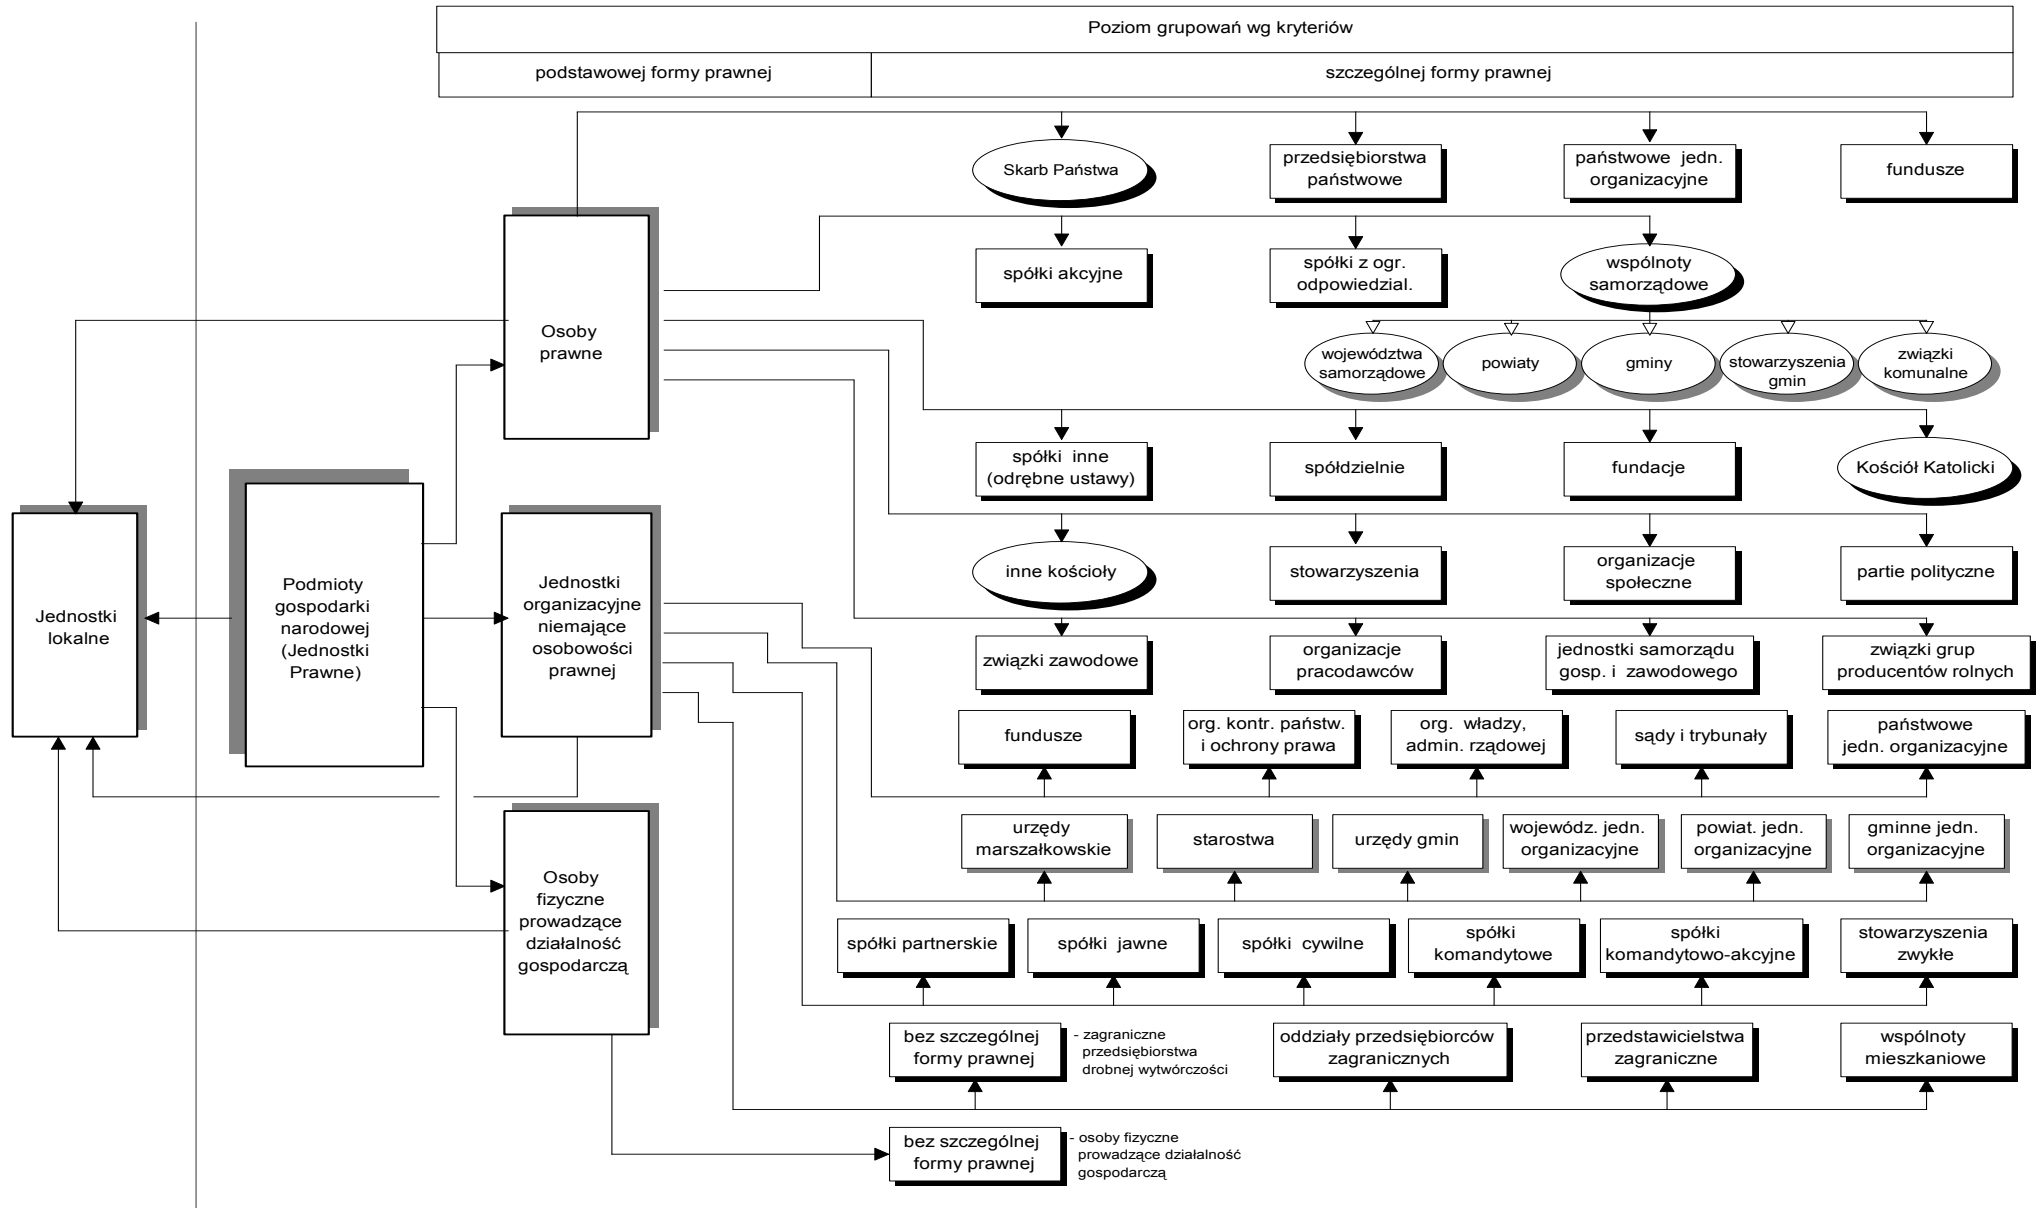 Poziom grupowań wg kryteriów
podstawowej formy prawnej
szczególnej formy prawnej
Skarb Państwa
przedsiębiorstwa
państwowe
państwowe jedn.
organizacyjne
fundusze
Osoby
prawne
spółki akcyjne
spółki z ogr.
odpowiedzial.
wspólnoty
samorządowe
województwa
samorządowe
powiaty
gminy
stowarzyszenia
gmin
związki
komunalne
spółki inne
(odrębne ustawy)
spółdzielnie
fundacje
Kościół Katolicki
inne kościoły
stowarzyszenia
organizacje
społeczne
partie polityczne
związki zawodowe
organizacje
pracodawców
jednostki samorządu
gosp. i zawodowego
związki grup
producentów rolnych
Jednostki
lokalne
Podmioty
gospodarki
narodowej
(Jednostki
Prawne)
Jednostki
organizacyjne
niemające
osobowości
prawnej
fundusze
org. kontr. państw.
i ochrony prawa
org. władzy,
admin. rządowej
sądy i trybunały
państwowe
jedn. organizacyjne
urzędy
marszałkowskie
starostwa
urzędy gmin
wojewódz. jedn.
organizacyjne
powiat. jedn.
organizacyjne
gminne jedn.
organizacyjne
Osoby
fizyczne
prowadzące
działalność
gospodarczą
spółki partnerskie
spółki jawne
spółki cywilne
spółki
komandytowe
spółki
komandytowo-akcyjne
stowarzyszenia
zwykłe
bez szczególnej
formy prawnej
- zagraniczne
przedsiębiorstwa
drobnej wytwórczości
oddziały przedsiębiorców
zagranicznych
przedstawicielstwa
zagraniczne
wspólnoty
mieszkaniowe
bez szczególnej
formy prawnej
- osoby fizyczne
prowadzące działalność
gospodarczą